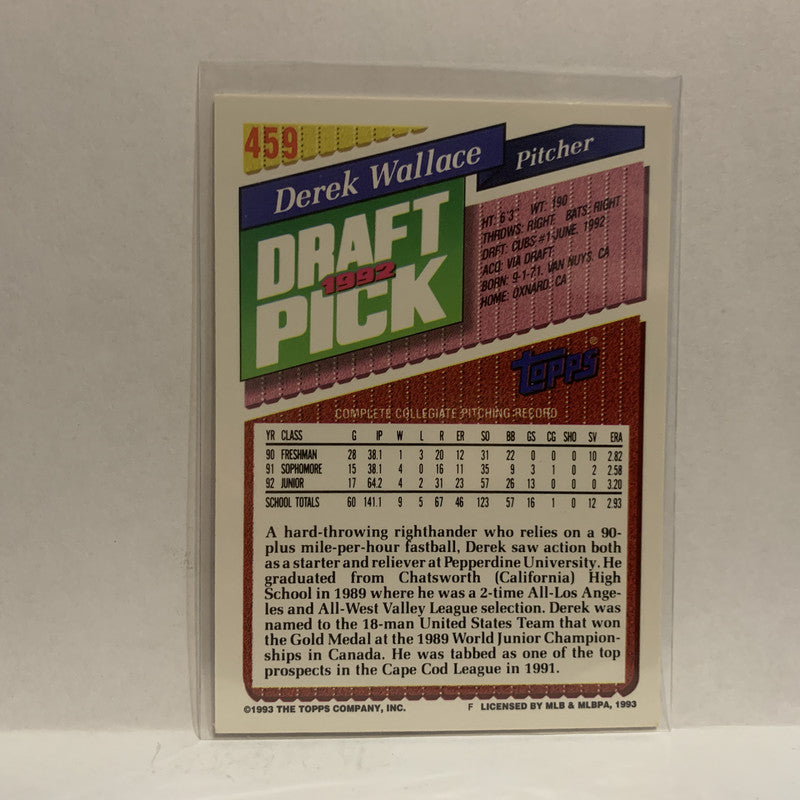 459
Derek Wallace
Pitcher
DRAFT
1992
PICK
HT: 6'3" WT: 190
THROWS: RIGHT BATS: RIGHT
DRFT: CUBS #1-JUNE, 1992
ACQ: VIA DRAFT
BORN: 9-1-71, VAN NUYS, CA
HOME: OXNARD, CA
TOPPS®
COMPLETE COLLEGIATE PITCHING RECORD
YR CLASS G IP W L R ER SO BB GS CG SHO SV ERA
90 FRESHMAN 28 38.1 1 3 20 12 31 22 0 0 0 10 2.82
91 SOPHOMORE 15 38.1 4 0 16 11 35 9 3 1 0 2 2.58
92 JUNIOR 17 64.2 4 2 31 23 57 26 13 0 0 0 3.20
SCHOOL TOTALS 60 141.1 9 5 67 46 123 57 16 1 0 12 2.93
A hard-throwing righthander who relies on a 90-
plus mile-per-hour fastball, Derek saw action both
as a starter and reliever at Pepperdine University. He
graduated from Chatsworth (California) High
School in 1989 where he was a 2-time All-Los Ange-
les and All-West Valley League selection. Derek was
named to the 18-man United States Team that won
the Gold Medal at the 1989 World Junior Champion-
ships in Canada. He was tabbed as one of the top
prospects in the Cape Cod League in 1991.
©1993 THE TOPPS COMPANY, INC. F LICENSED BY MLB & MLBPA, 1993